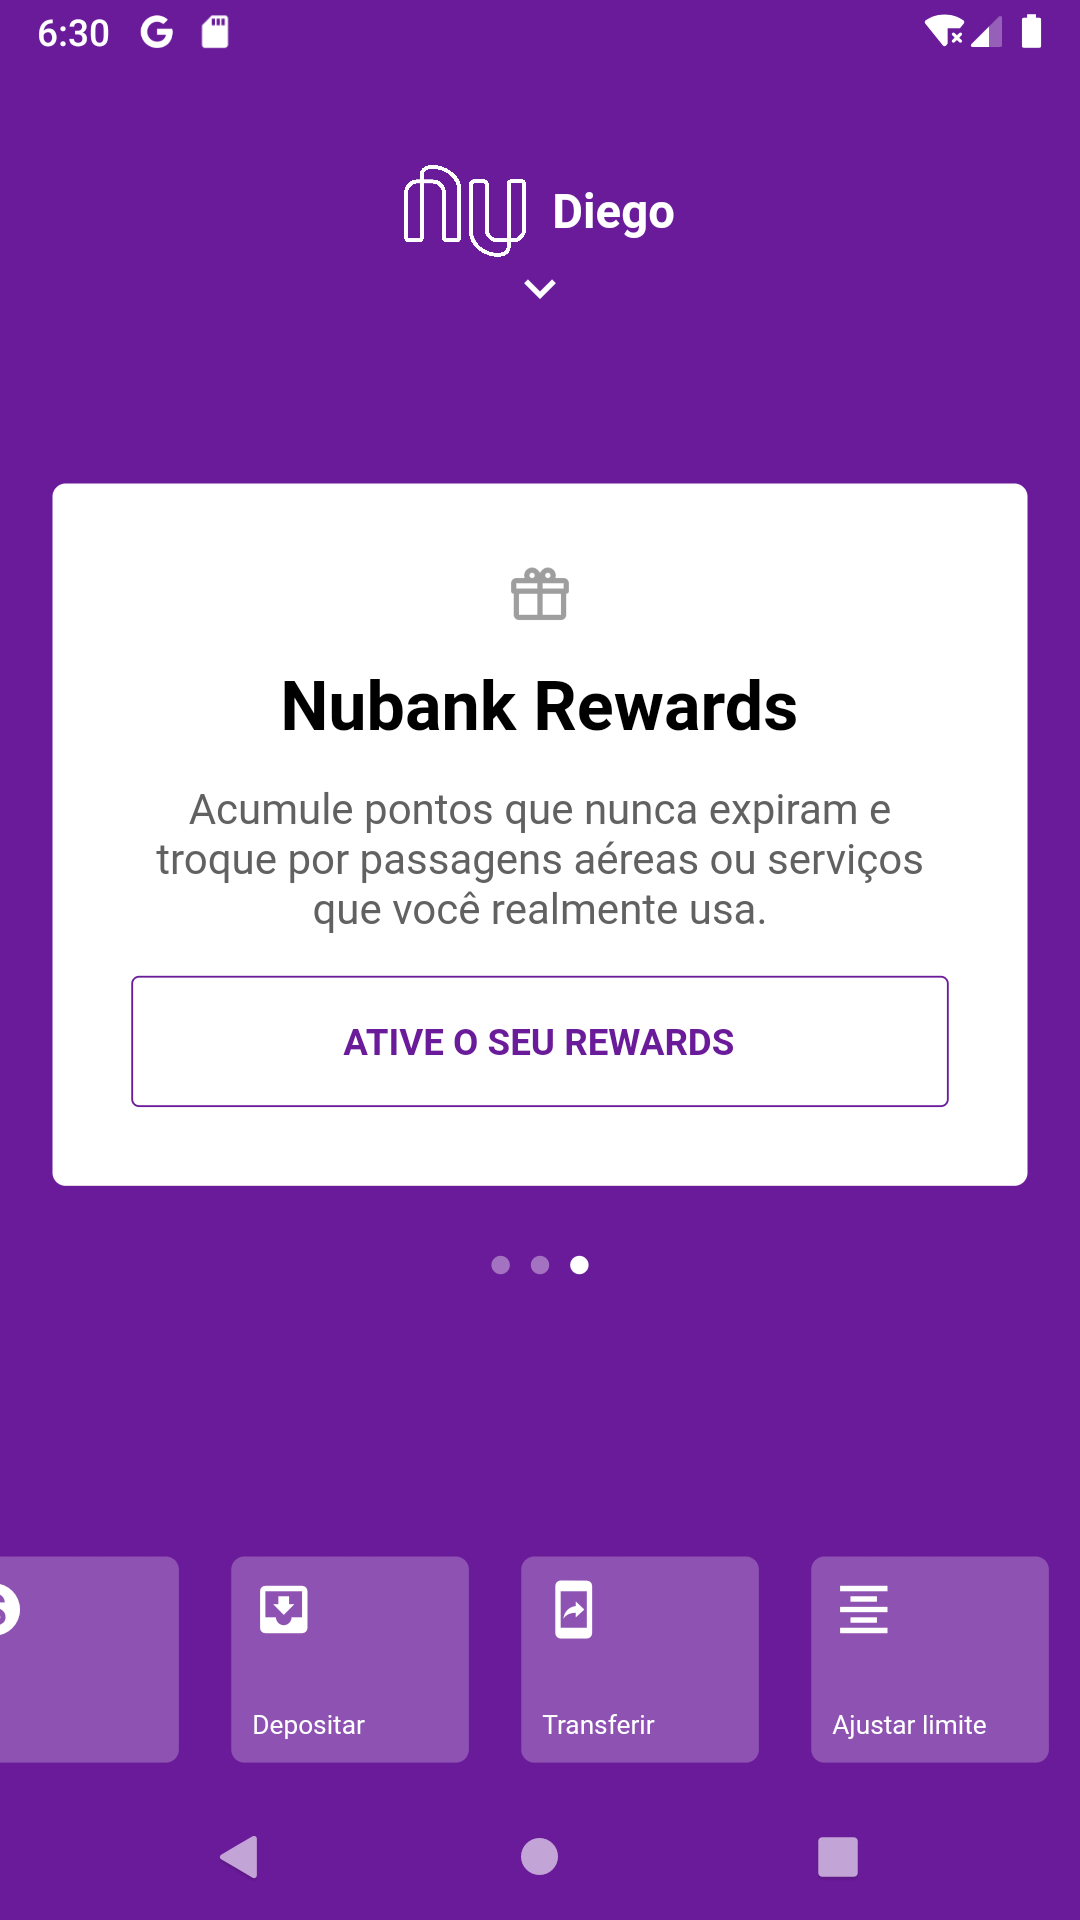 6:30
nu Diego
Nubank Rewards
Acumule pontos que nunca expiram e
troque por passagens aéreas ou serviços
que você realmente usa.
ATIVE O SEU REWARDS
Depositar
Transferir
Ajustar limite